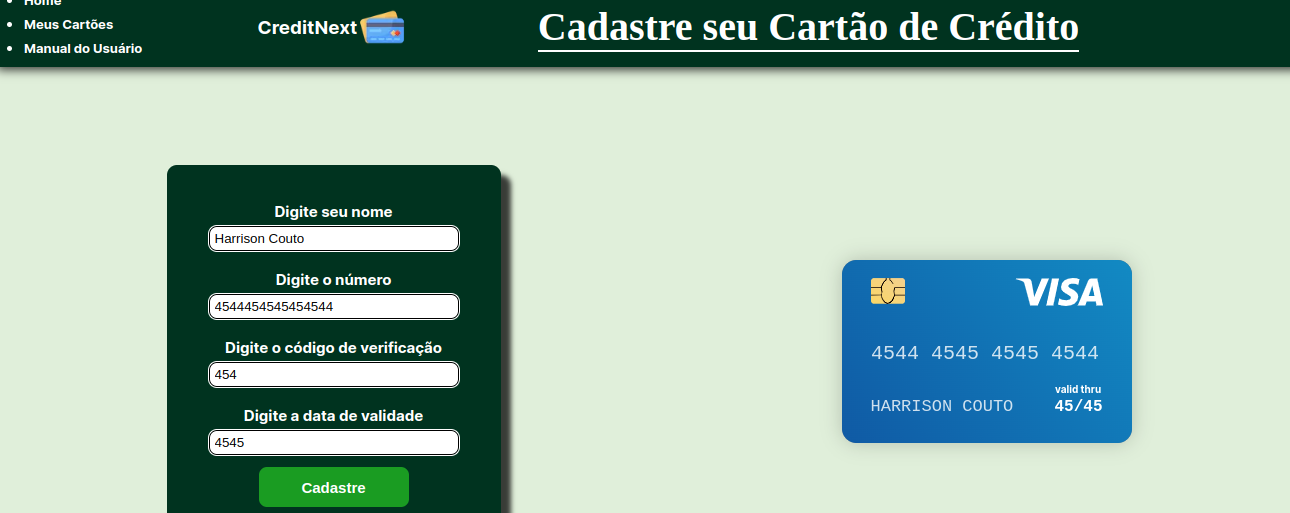 Home
Meus Cartões
Manual do Usuário
CreditNext
Cadastre seu Cartão de Crédito
Digite seu nome
Harrison Couto
Digite o número
4544454545454544
Digite o código de verificação
454
Digite a data de validade
4545
Cadastre
VISA
4544 4545 4545 4544
valid thru
HARRISON COUTO 45/45